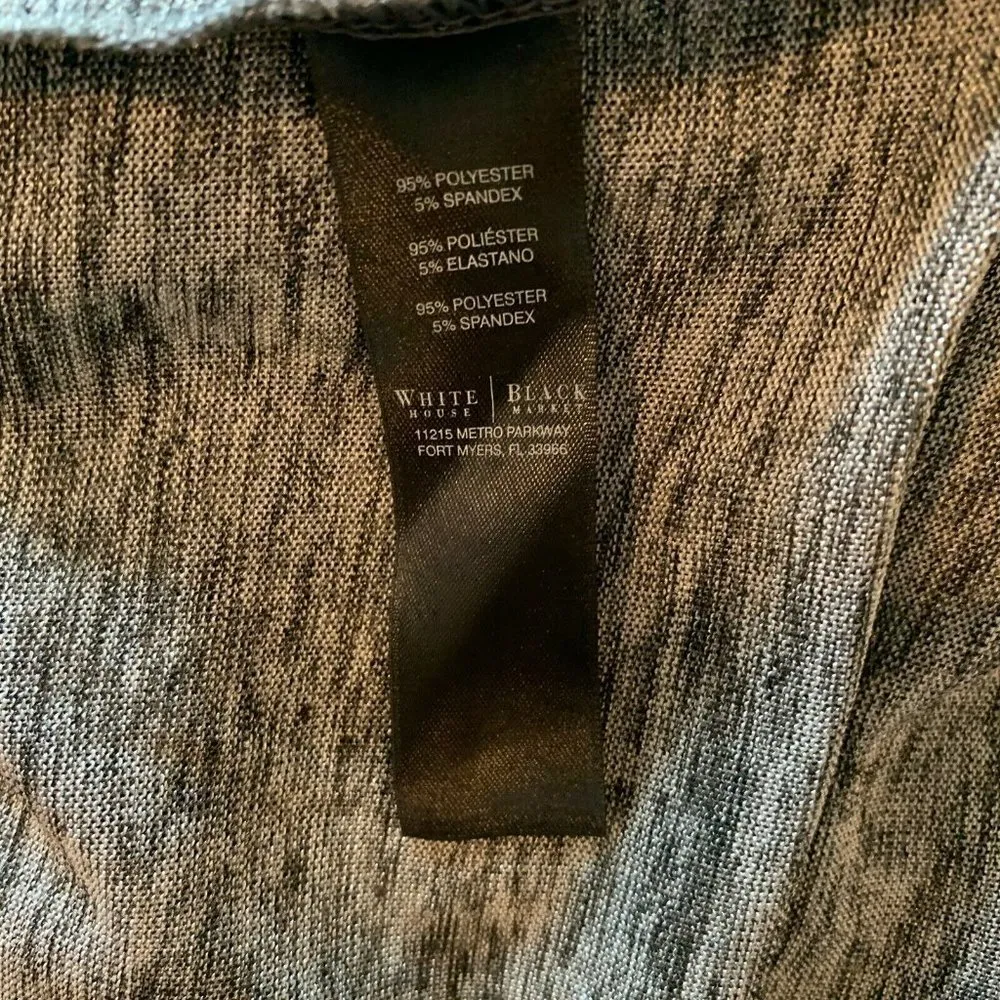 95% POLYESTER
5% SPANDEX
95% POLIÉSTER
5% ELASTANO
95% POLYESTER
5% SPANDEX
WHITE | BLACK
HOUSE | MARKET
11215 METRO PARKWAY
FORT MYERS, FL 33966